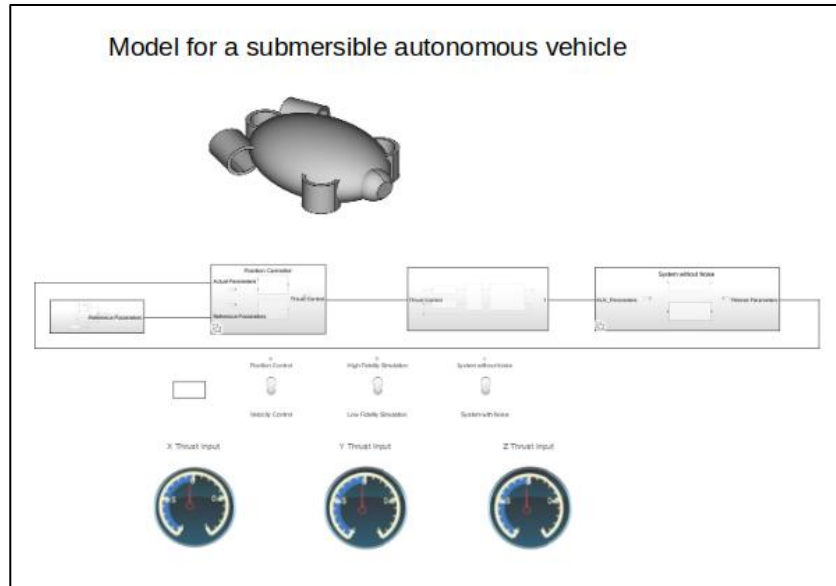 Model for a submersible autonomous vehicle
Position Controller
Actual Parameters
Thrust Control
Reference Parameters
Reference Parameters
Thrust Control
System without Noise
Filtered Parameters
Position Control
High Fidelity Simulation
System without Noise
Velocity Control
Low Fidelity Simulation
System with Noise
X Thrust Input
Y Thrust Input
Z Thrust Input